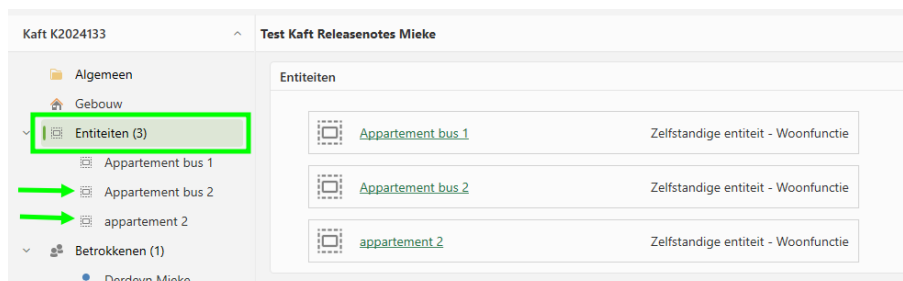 Kaft K2024133
Test Kaft Releasenotes Mieke
Algemeen
Gebouw
Entiteiten (3)
Appartement bus 1
Appartement bus 2
appartement 2
Betrokkenen (1)
Derdeyn Mieke
Entiteiten
Appartement bus 1 Zelfstandige entiteit - Woonfunctie
Appartement bus 2 Zelfstandige entiteit - Woonfunctie
appartement 2 Zelfstandige entiteit - Woonfunctie